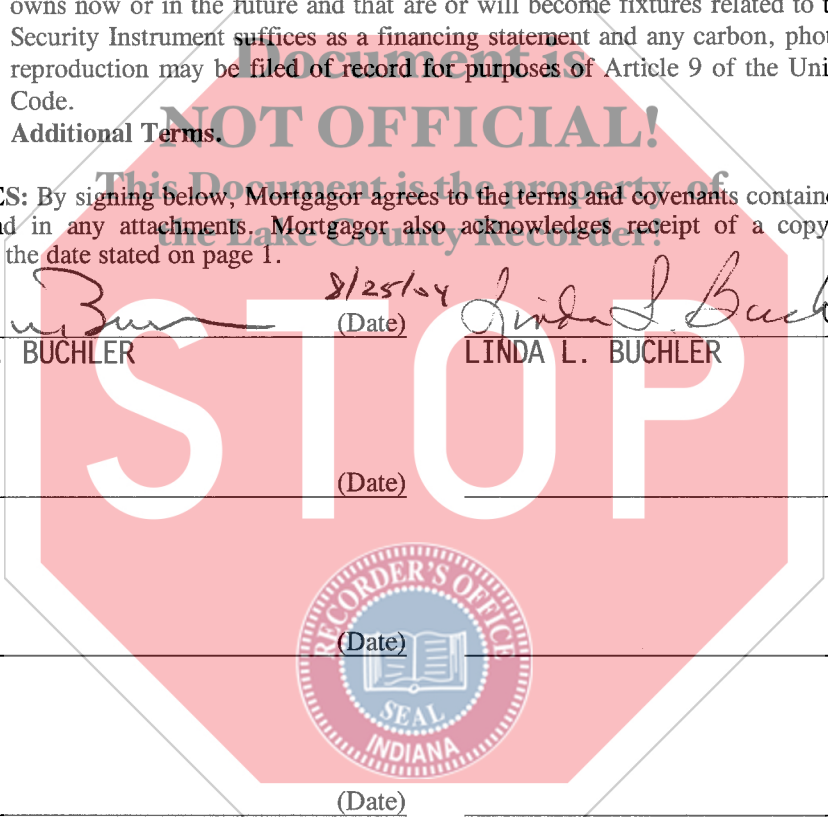 owns now or in the future and that are or will become fixtures related to t
Security Instrument suffices as a financing statement and any carbon, phot
reproduction may be filed of record for purposes of Article 9 of the Uni
Code.
Additional Terms.
Document is
NOT OFFICIAL!
This Document is the property of
the Lake County Recorder!
ES: By signing below, Mortgagor agrees to the terms and covenants containe
nd in any attachments. Mortgagor also acknowledges receipt of a copy
the date stated on page 1.
8/25/04 Linda L. Buch
(Date)
. BUCHLER LINDA L. BUCHLER
STOP
(Date)
(Date)
RECORDER'S OFFICE
SEAL
INDIANA
(Date)